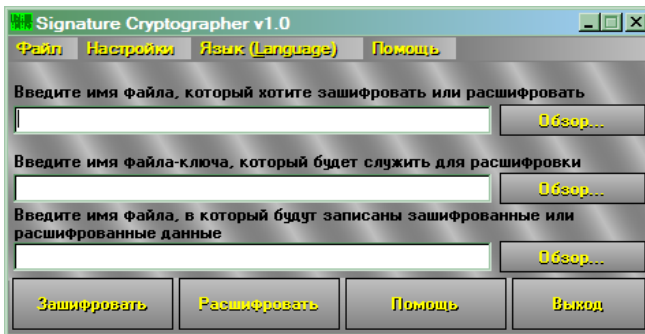 Signature Cryptographer v1.0
Файл Настройки Язык (Language) Помощь
Введите имя файла, который хотите зашифровать или расшифровать
Обзор...
Введите имя файла-ключа, который будет служить для расшифровки
Обзор...
Введите имя файла, в который будут записаны зашифрованные или
расшифрованные данные
Обзор...
Зашифровать Расшифровать Помощь Выход